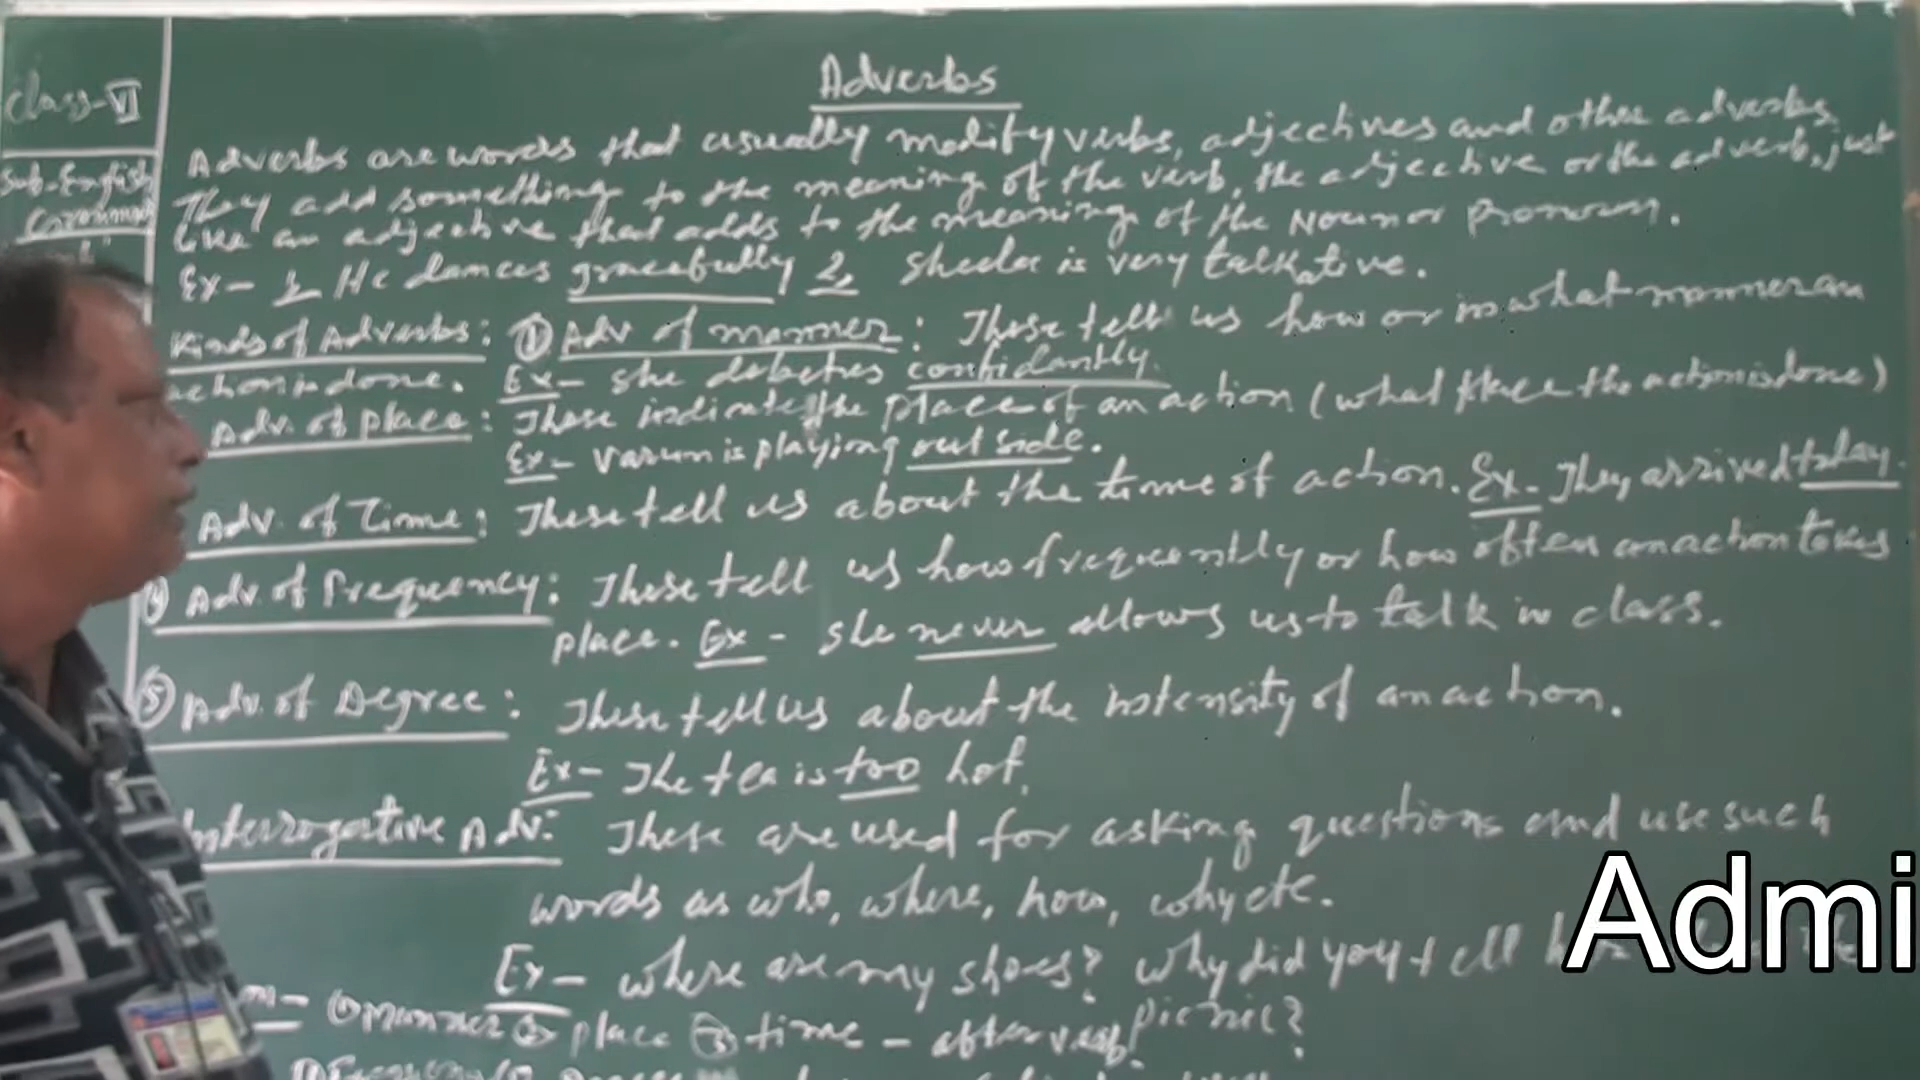 Class-VI
Sub-English
Adverbs
Adverbs are words that usually modify verbs, adjectives and other adverbs.
They add something to the meaning of the verb, the adjective or the adverb, just
like an adjective that adds to the meaning of the Noun or Pronoun.
Ex- 1, He dances gracefully 2, Sheela is very talkative.
Kinds of Adverbs: ① Adv of manner: These tell us how or in what manner an
action is done. Ex- She debates confidantly.
Adv. of place: These indicate the place of an action (what place the action is done)
Ex- Varun is playing outside.
Adv. of Time: These tell us about the time of action. Ex- They arrived today.
④ Adv. of Frequency: These tell us how frequently or how often an action takes
place. Ex- She never allows us to talk in class.
⑤ Adv. of Degree: These tell us about the intensity of an action.
Ex- The tea is too hot.
Interrogative Adv: These are used for asking questions and use such
words as who, where, how, why etc.
Ex- Where are my shoes? Why did you tell
picnic?
① manner ② place ③ time -
Admi